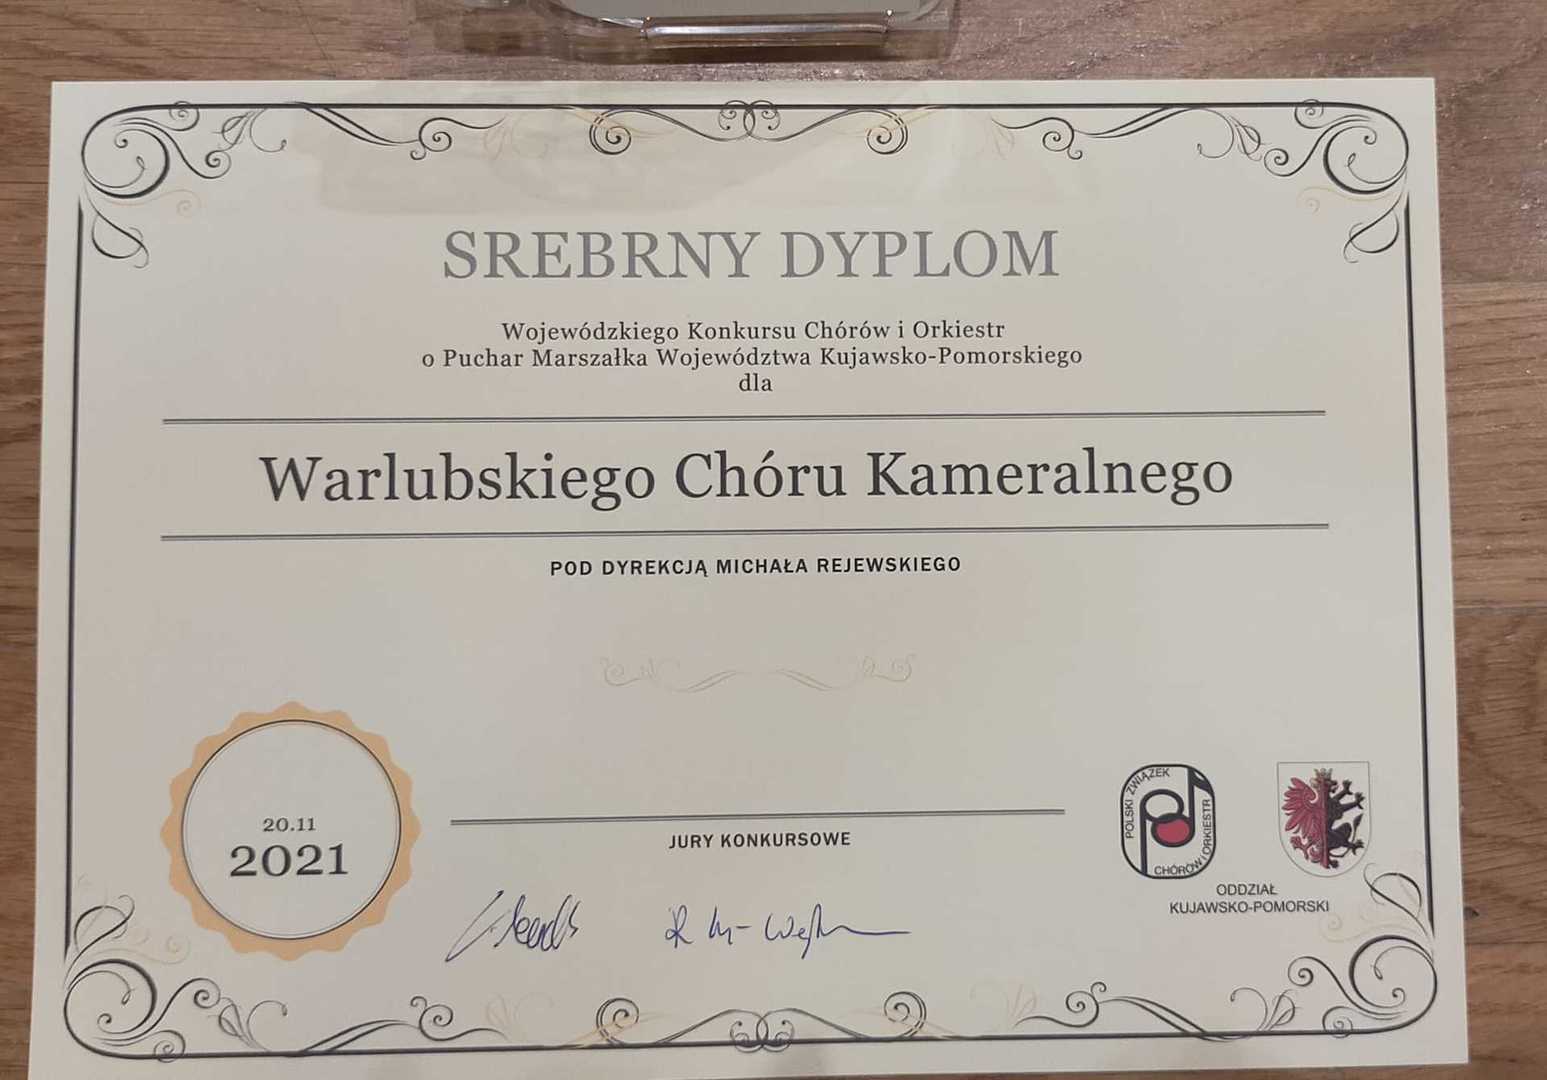 SREBRNY DYPLOM
Wojewódzkiego Konkursu Chórów i Orkiestr
o Puchar Marszałka Województwa Kujawsko-Pomorskiego
dla
Warlubskiego Chóru Kameralnego
POD DYREKCJĄ MICHAŁA REJEWSKIEGO
20.11
2021
JURY KONKURSOWE
POLSKI ZWIĄZEK
CHÓRÓW I ORKIESTR
ODDZIAŁ
KUJAWSKO-POMORSKI